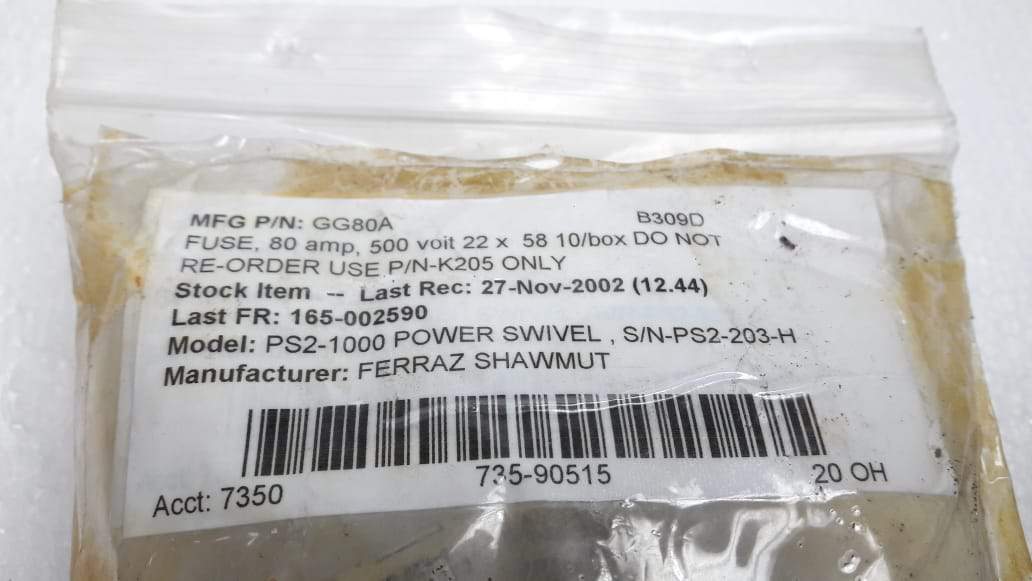 MFG P/N: GG80A B309D
FUSE, 80 amp, 500 voit 22 x 58 10/box DO NOT
RE-ORDER USE P/N-K205 ONLY
Stock Item -- Last Rec: 27-Nov-2002 (12.44)
Last FR: 165-002590
Model: PS2-1000 POWER SWIVEL , S/N-PS2-203-H
Manufacturer: FERRAZ SHAWMUT
735-90515
Acct: 7350 20 OH